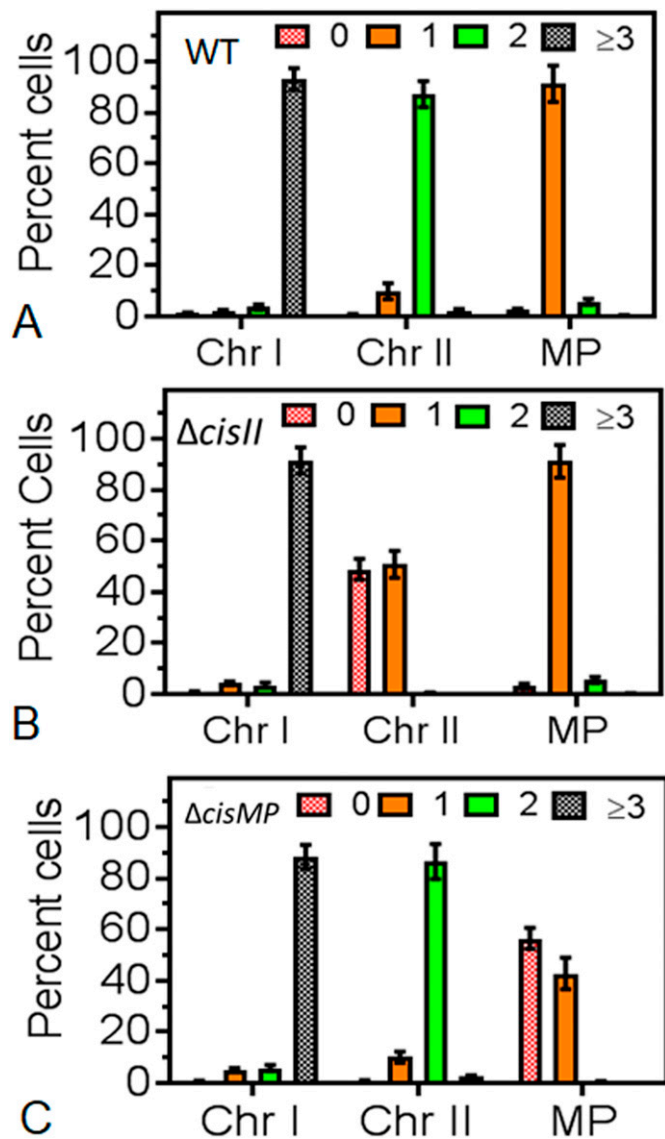 WT 0 1 2 ≥3
Percent cells
100
80
60
40
20
0
Chr I Chr II MP
A
ΔcisII 0 1 2 ≥3
Percent Cells
100
80
60
40
20
0
Chr I Chr II MP
B
ΔcisMP 0 1 2 ≥3
Percent cells
100
80
60
40
20
0
Chr I Chr II MP
C